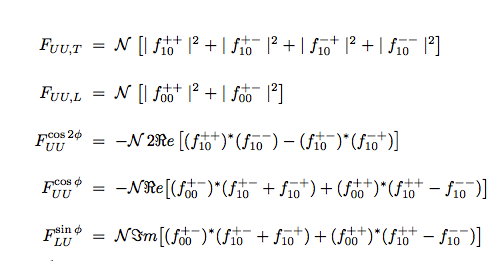 F_{UU,T} = 𝒩 [| f_{10}^{++} |^2 + | f_{10}^{+-} |^2 + | f_{10}^{-+} |^2 + | f_{10}^{--} |^2]
F_{UU,L} = 𝒩 [| f_{00}^{++} |^2 + | f_{00}^{+-} |^2]
F_{UU}^{cos 2ϕ} = −𝒩 2ℜe [(f_{10}^{++})^*(f_{10}^{--}) − (f_{10}^{+-})^*(f_{10}^{-+})]
F_{UU}^{cos ϕ} = −𝒩ℜe[(f_{00}^{+-})^*(f_{10}^{+-} + f_{10}^{-+}) + (f_{00}^{++})^*(f_{10}^{++} − f_{10}^{--})]
F_{LU}^{sin ϕ} = 𝒩ℑm[(f_{00}^{+-})^*(f_{10}^{+-} + f_{10}^{-+}) + (f_{00}^{++})^*(f_{10}^{++} − f_{10}^{--})]